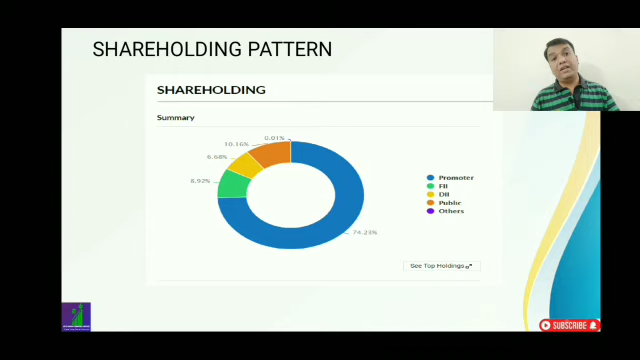 SHAREHOLDING PATTERN
SHAREHOLDING
Summary
0.01%
10.16%
6.68%
8.92%
74.23%
Promoter
FII
DII
Public
Others
See Top Holdings
SUBSCRIBE